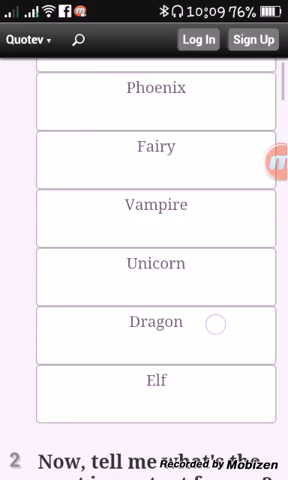 10:09 76%
Quotev Log In Sign Up
Phoenix
Fairy
Vampire
Unicorn
Dragon
Elf
2 Now, tell me what's the
Recorded by Mobizen